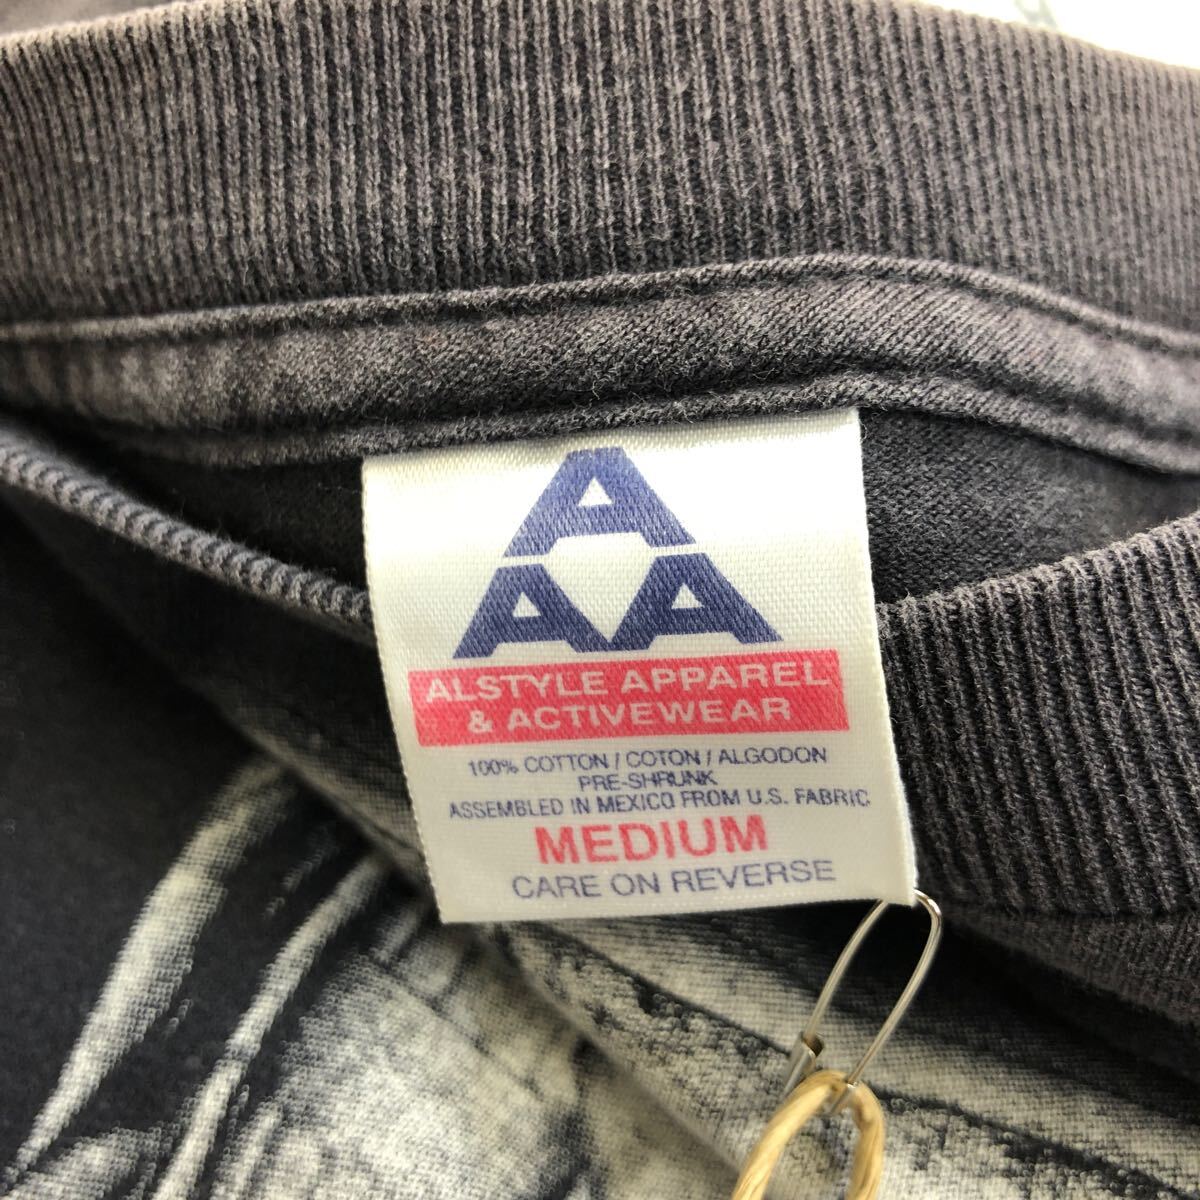 A
AA
ALSTYLE APPAREL
& ACTIVEWEAR
100% COTTON / COTON / ALGODON
PRE-SHRUNK
ASSEMBLED IN MEXICO FROM U.S. FABRIC
MEDIUM
CARE ON REVERSE